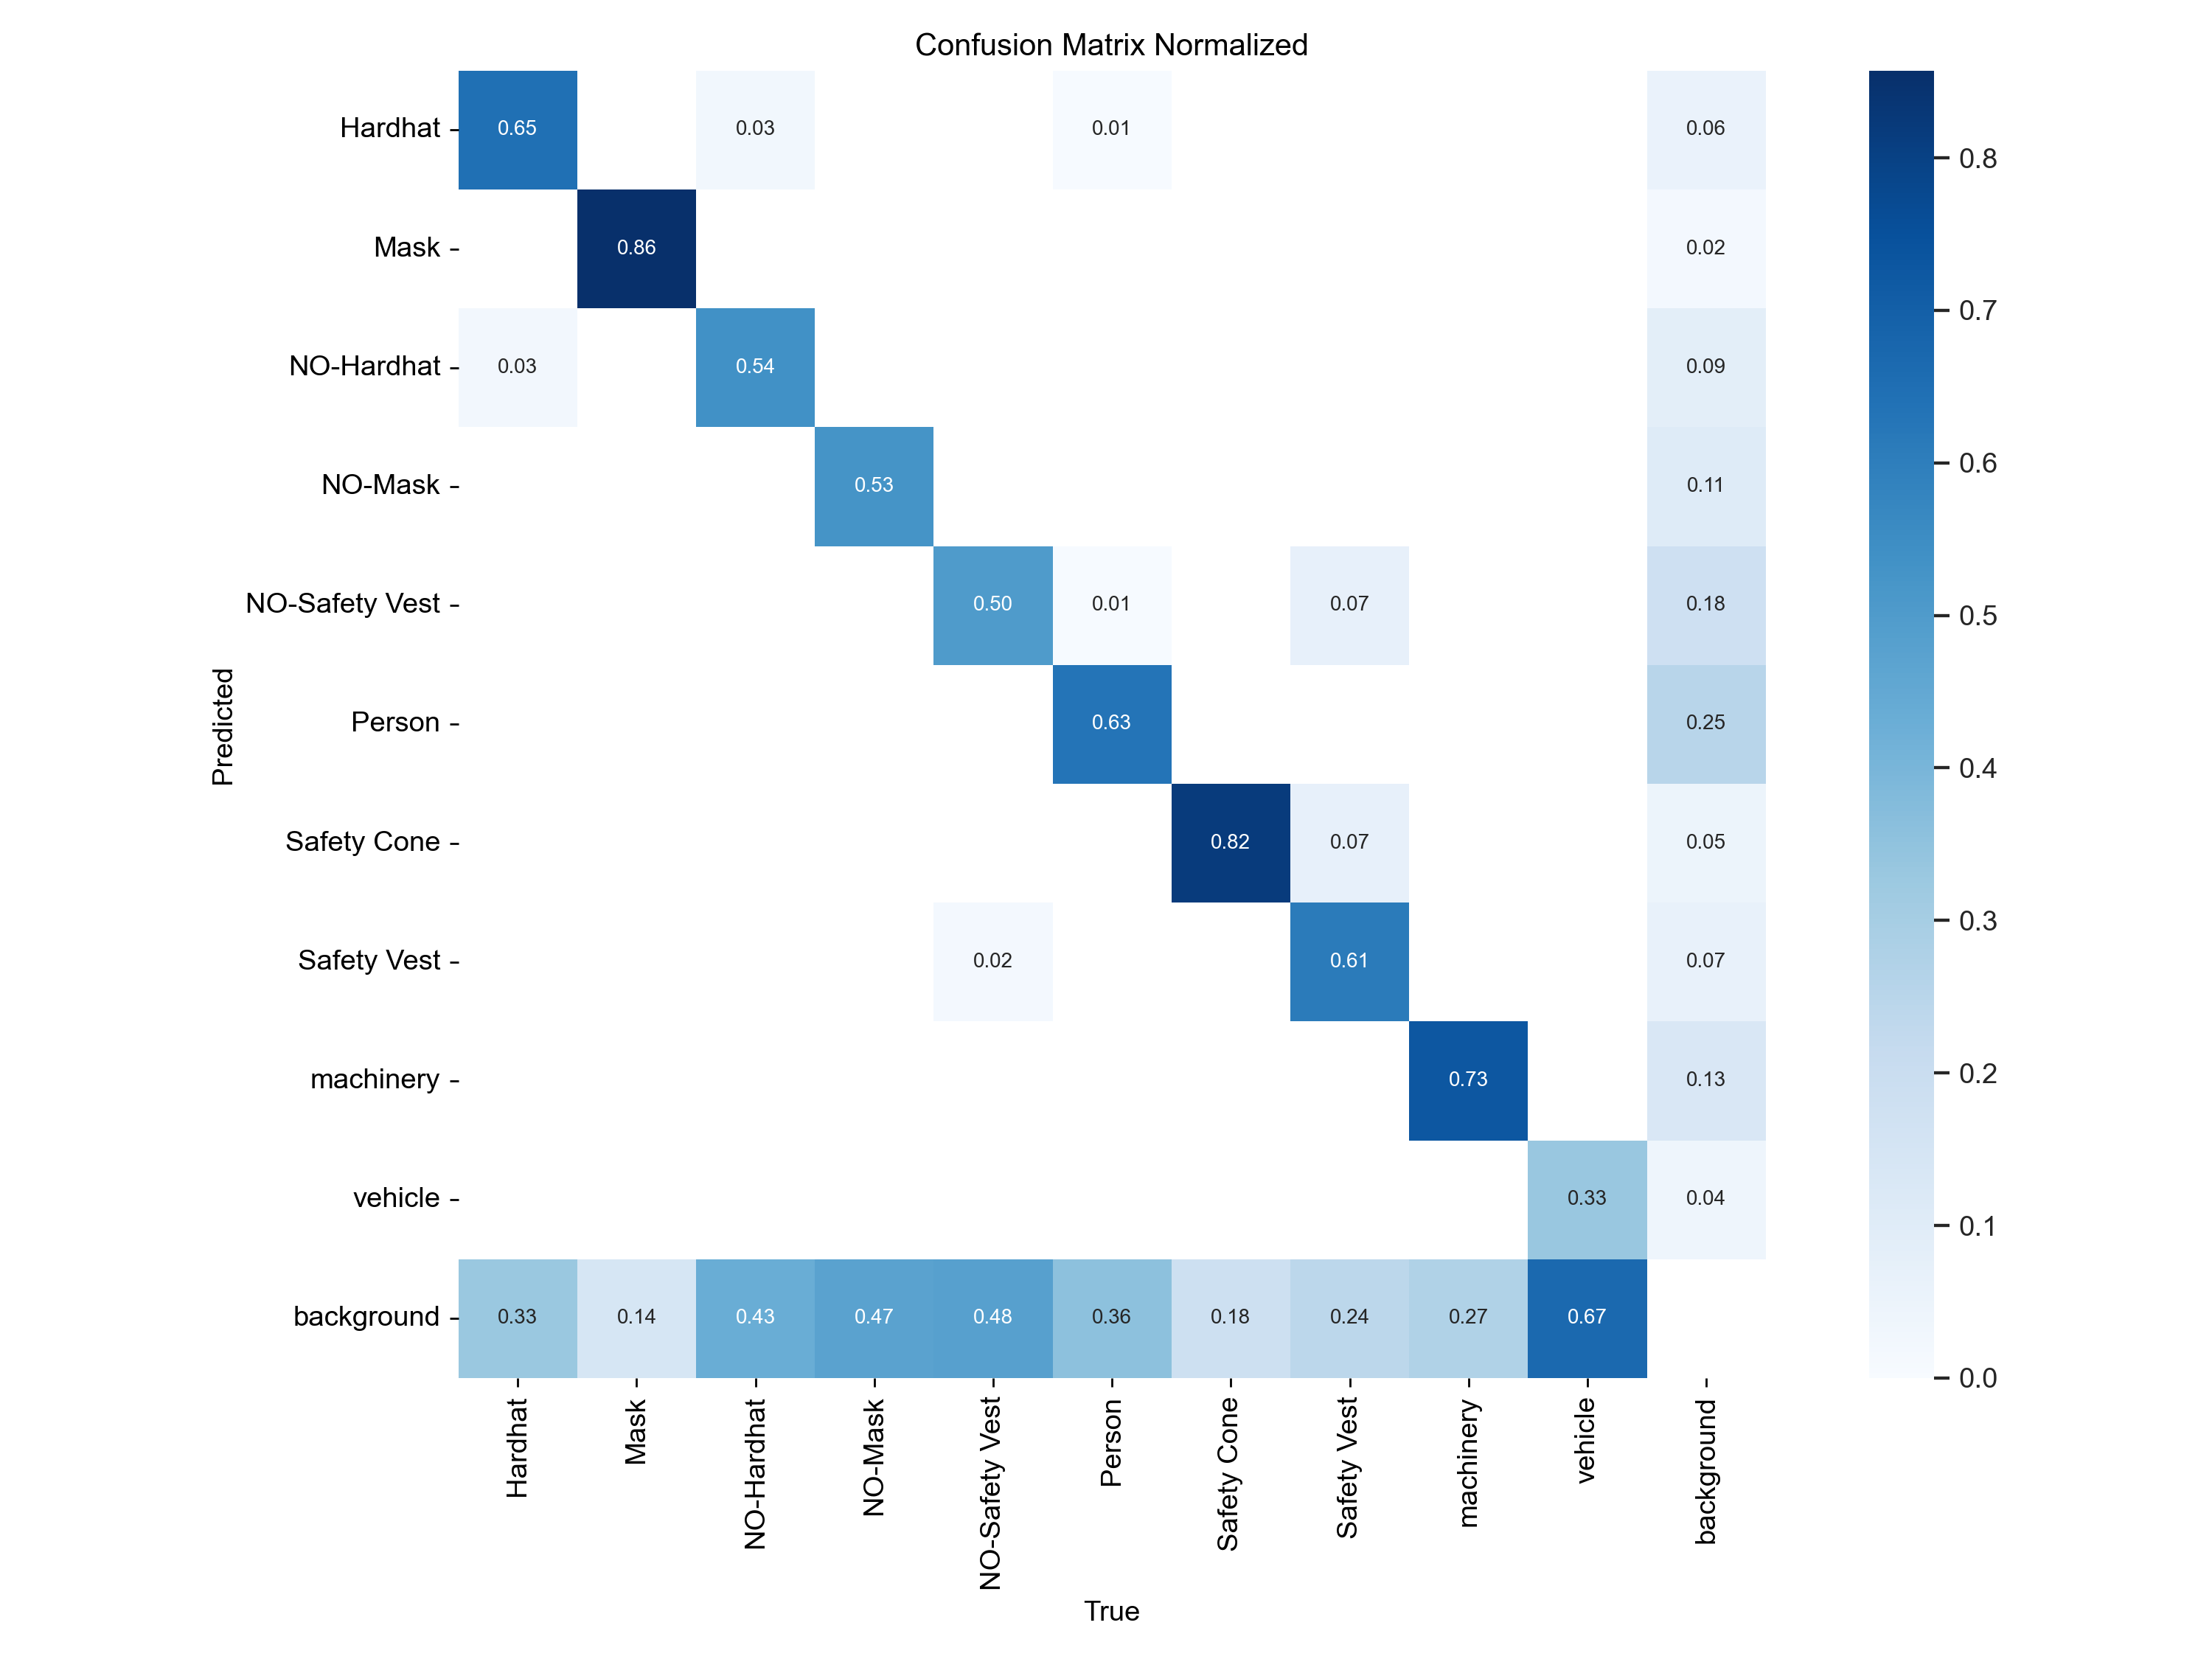 Confusion Matrix Normalized
Hardhat 0.65 0.03 0.01 0.06
Mask 0.86 0.02
NO-Hardhat 0.03 0.54 0.09
NO-Mask 0.53 0.11
NO-Safety Vest 0.50 0.01 0.07 0.18
Person 0.63 0.25
Safety Cone 0.82 0.07 0.05
Safety Vest 0.02 0.61 0.07
machinery 0.73 0.13
vehicle 0.33 0.04
background 0.33 0.14 0.43 0.47 0.48 0.36 0.18 0.24 0.27 0.67
Predicted
Hardhat
Mask
NO-Hardhat
NO-Mask
NO-Safety Vest
Person
Safety Cone
Safety Vest
machinery
vehicle
background
True
0.8
0.7
0.6
0.5
0.4
0.3
0.2
0.1
0.0